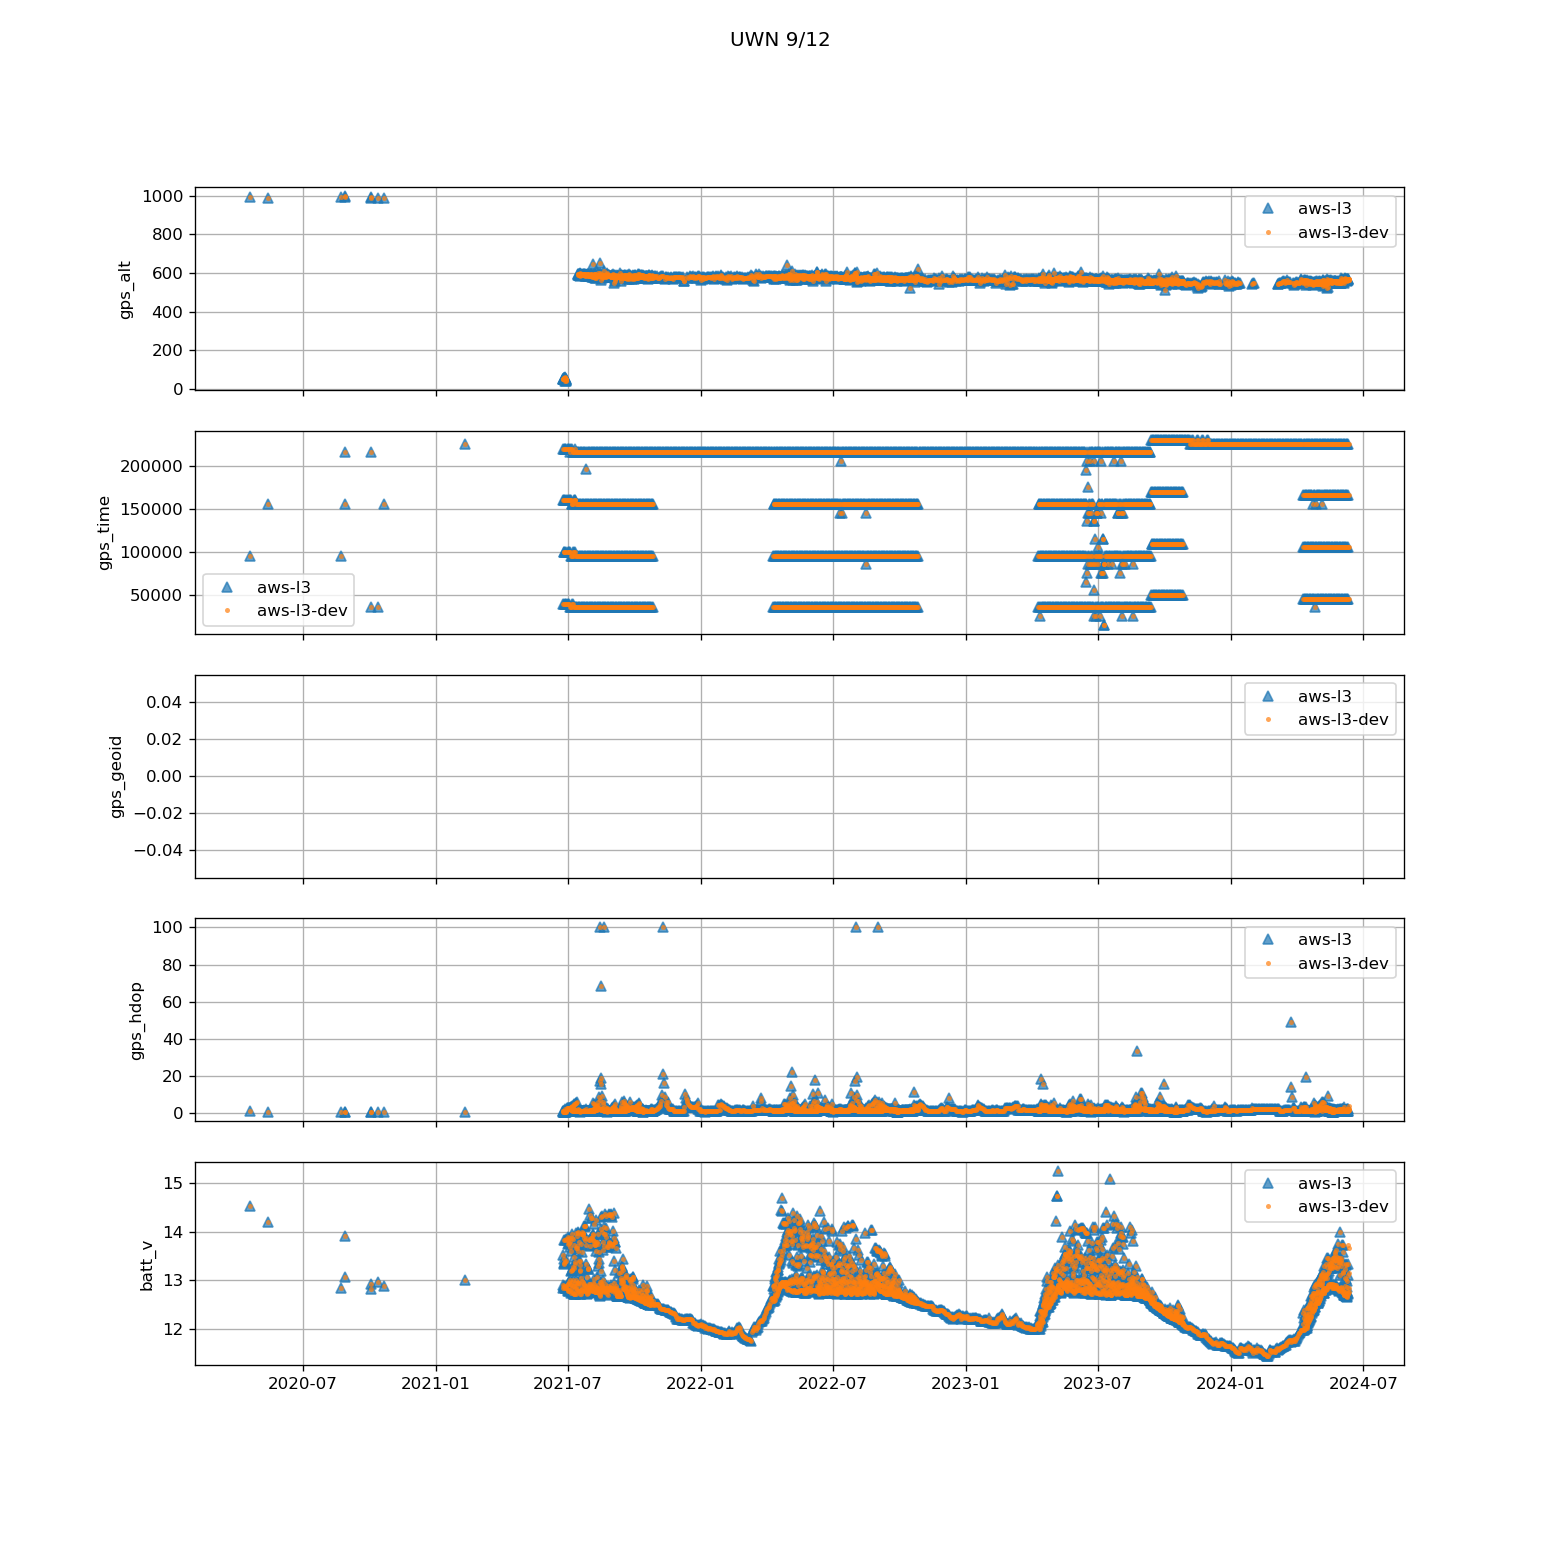 UWN 9/12
1000
800
600
400
200
0
gps_alt
aws-l3
aws-l3-dev
200000
150000
100000
50000
gps_time
aws-l3
aws-l3-dev
0.04
0.02
0.00
−0.02
−0.04
gps_geoid
aws-l3
aws-l3-dev
100
80
60
40
20
0
gps_hdop
aws-l3
aws-l3-dev
15
14
13
12
batt_v
aws-l3
aws-l3-dev
2020-07 2021-01 2021-07 2022-01 2022-07 2023-01 2023-07 2024-01 2024-07